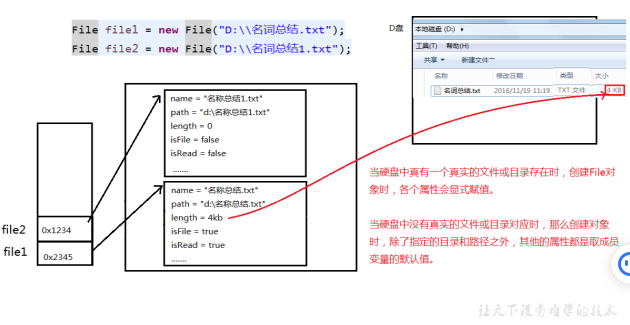 File file1 = new File("D:\\名词总结.txt");
File file2 = new File("D:\\名词总结1.txt");
D盘
本地磁盘 (D:)
工具(T) 帮助(H)
共享 新建文件
名称 修改日期 类型 大小
名词总结.txt 2016/11/19 11:19 TXT 文件 4 KB
name = "名称总结1.txt"
path = "d:\名称总结1.txt"
length = 0
isFile = false
isRead = false
.......
name = "名称总结.txt"
path = "d:\名称总结.txt"
length = 4kb
isFile = true
isRead = true
.......
file2 0x1234
file1 0x2345
当硬盘中真有一个真实的文件或目录存在时，创建File对
象时，各个属性会显式赋值。
当硬盘中没有真实的文件或目录对应时，那么创建对象
时，除了指定的目录和路径之外，其他的属性都是取成员
变量的默认值。
让天下没有难学的技术